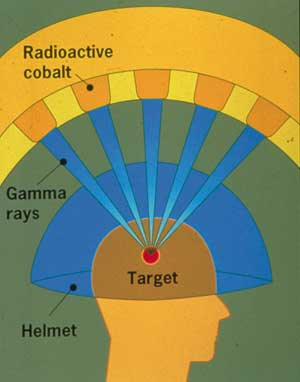 Radioactive
cobalt
Gamma
rays
Target
Helmet